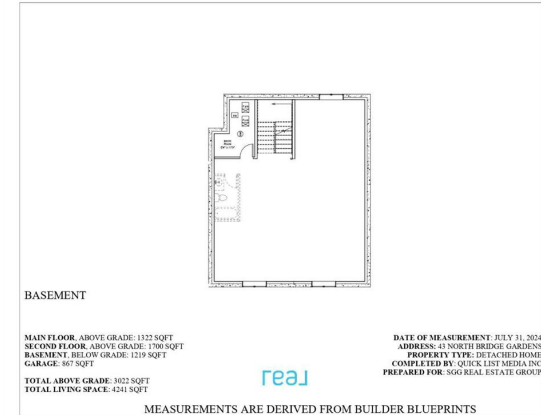 BASEMENT
MAIN FLOOR, ABOVE GRADE: 1322 SQFT
SECOND FLOOR, ABOVE GRADE: 1700 SQFT
BASEMENT, BELOW GRADE: 1219 SQFT
GARAGE: 867 SQFT
TOTAL ABOVE GRADE: 3022 SQFT
TOTAL LIVING SPACE: 4241 SQFT
real
DATE OF MEASUREMENT: JULY 31, 2024
ADDRESS: 43 NORTH BRIDGE GARDENS
PROPERTY TYPE: DETACHED HOME
COMPLETED BY: QUICK LIST MEDIA INC
PREPARED FOR: SGG REAL ESTATE GROUP
MEASUREMENTS ARE DERIVED FROM BUILDER BLUEPRINTS